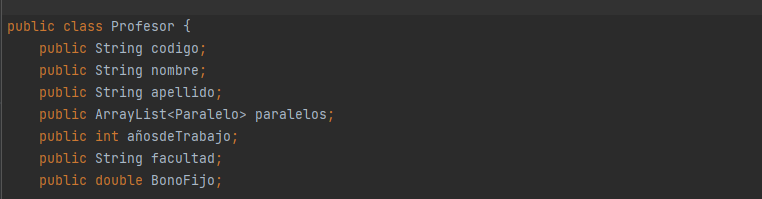 public class Profesor {
public String codigo;
public String nombre;
public String apellido;
public ArrayList<Paralelo> paralelos;
public int añosdeTrabajo;
public String facultad;
public double BonoFijo;